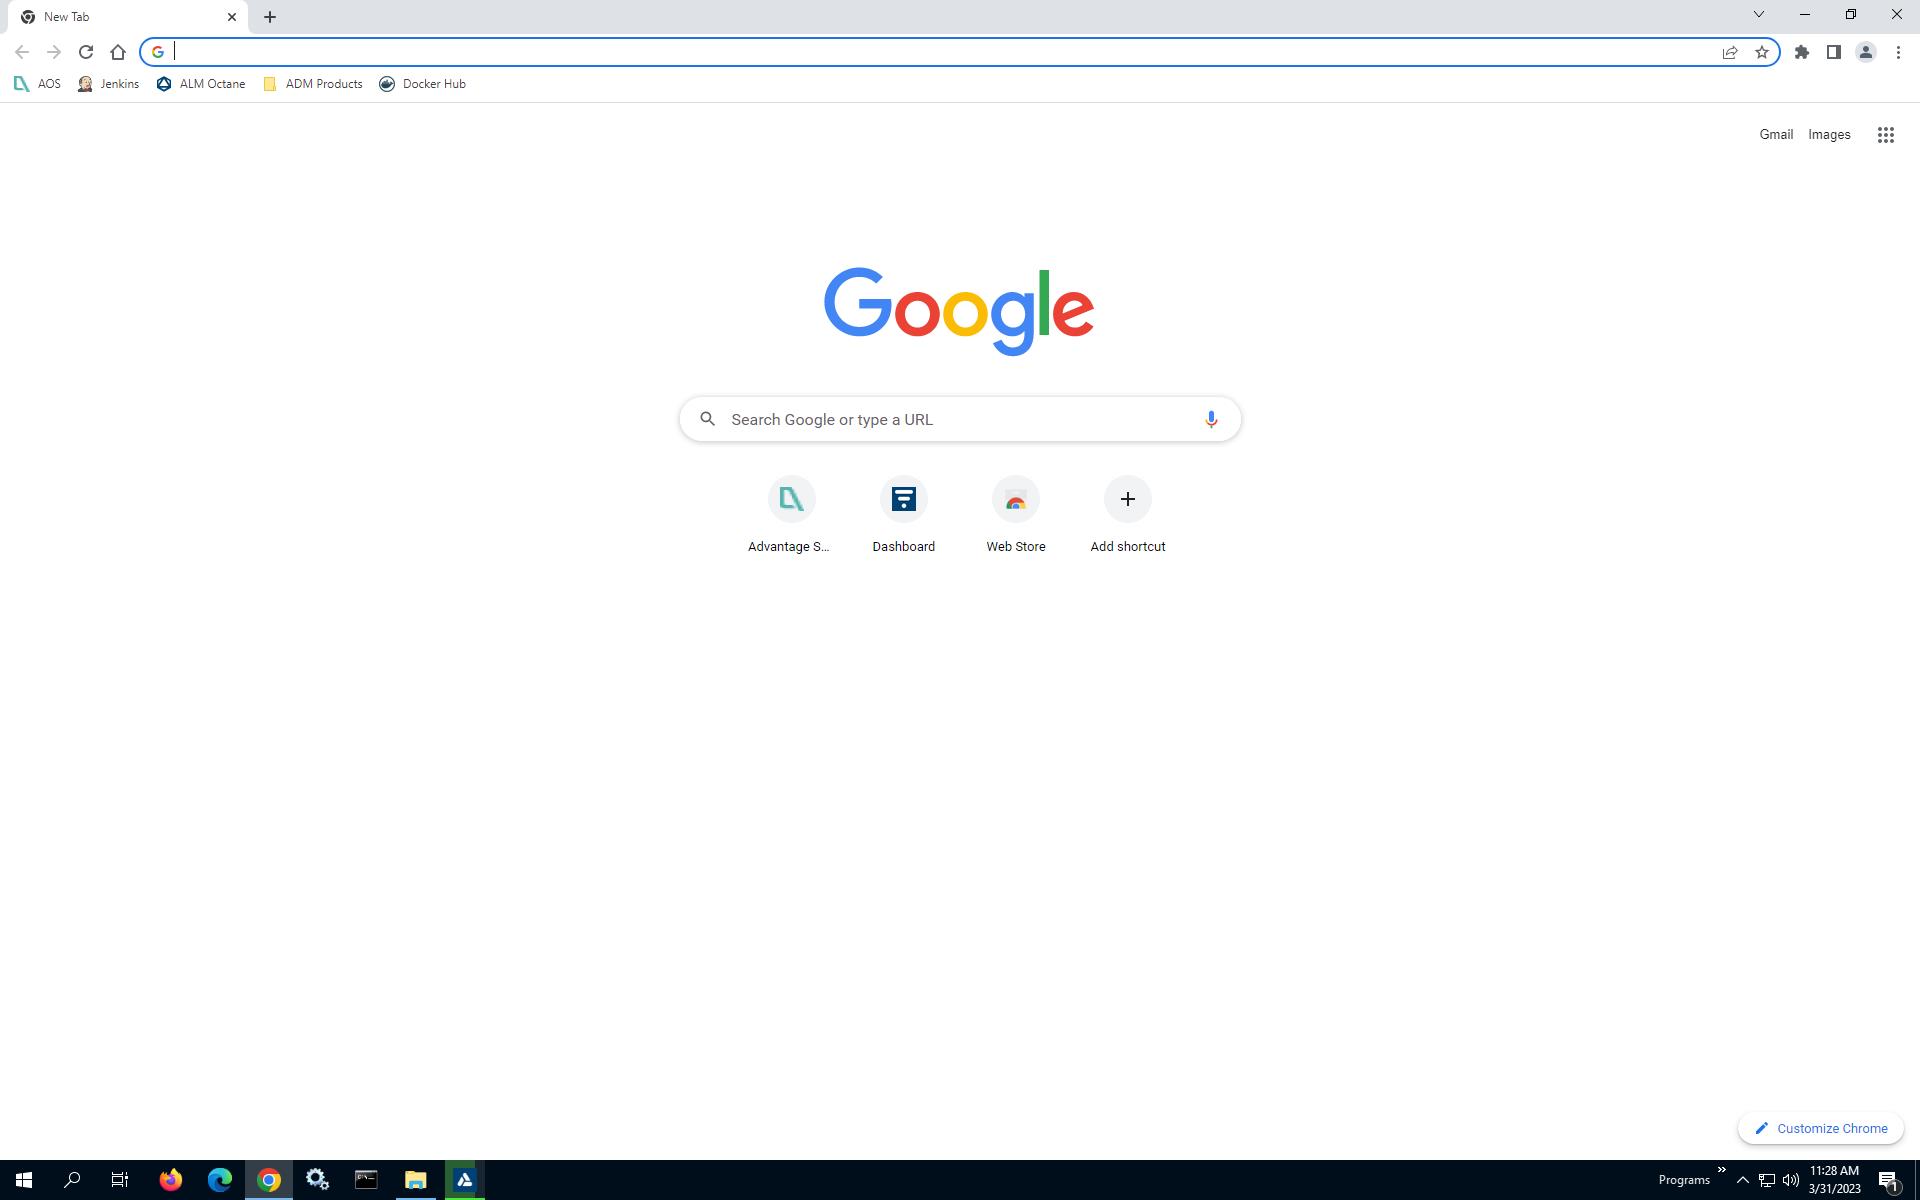 New Tab
AOS Jenkins ALM Octane ADM Products Docker Hub
Gmail Images
Google
Search Google or type a URL
Advantage S... Dashboard Web Store Add shortcut
Customize Chrome
Programs
11:28 AM
3/31/2023
1